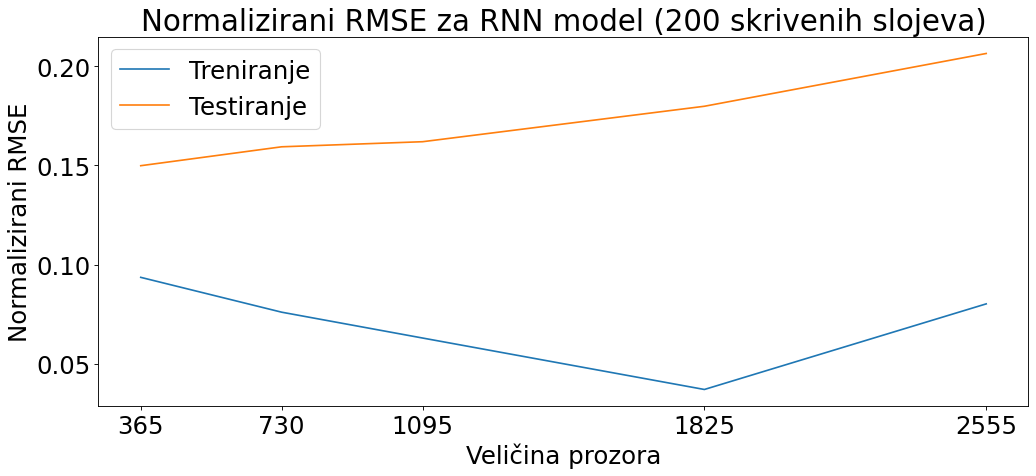 Normalizirani RMSE za RNN model (200 skrivenih slojeva)
Treniranje
Testiranje
Normalizirani RMSE
0.20
0.15
0.10
0.05
365 730 1095 1825 2555
Veličina prozora